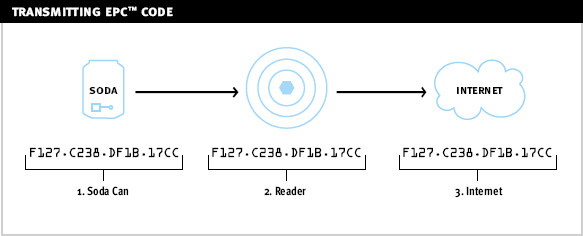 TRANSMITTING EPC™ CODE
SODA
INTERNET
F127.C238.DF1B.17CC
F127.C238.DF1B.17CC
F127.C238.DF1B.17CC
1. Soda Can
2. Reader
3. Internet